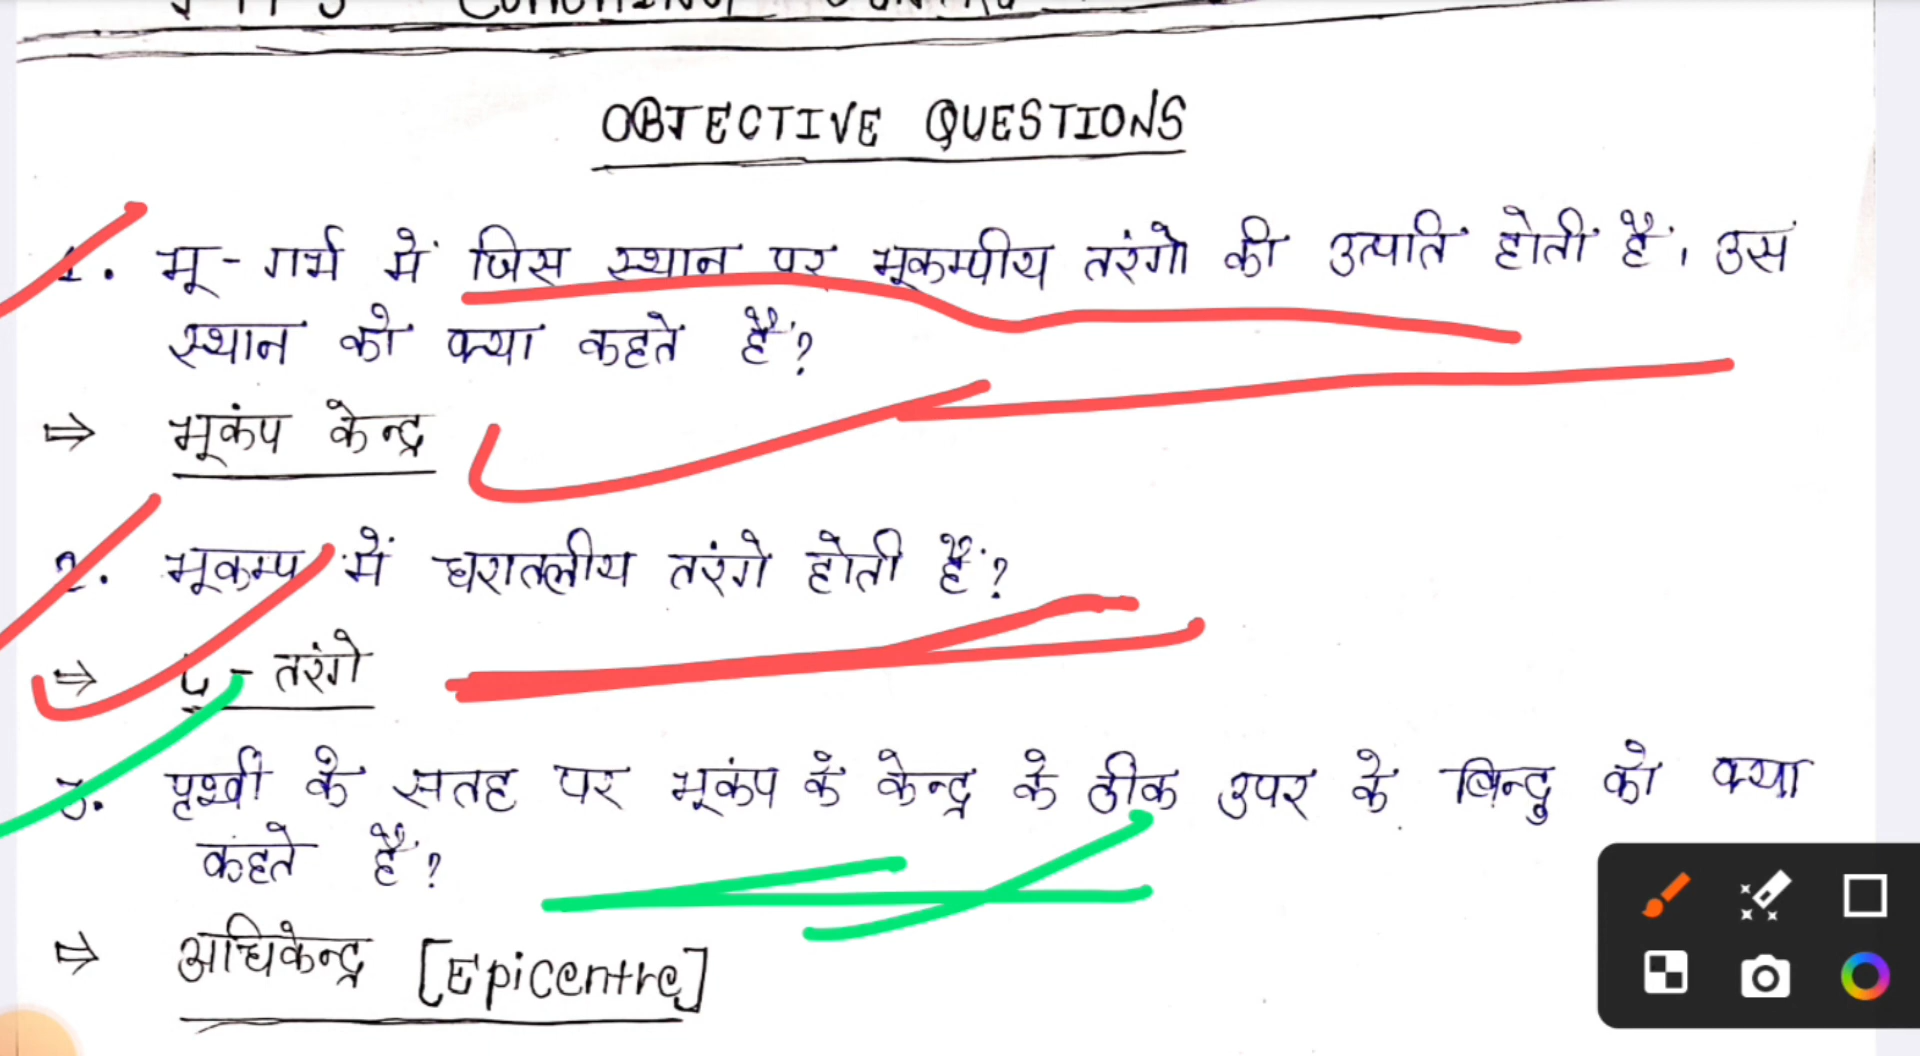 OBJECTIVE QUESTIONS
1. भू-गर्भ में जिस स्थान पर भूकम्पीय तरंगो की उत्पति होती है, उस
स्थान को क्या कहते है?
⇒ भूकंप केन्द्र
2. भूकम्प में धरातलीय तरंगे होती है?
⇒ - तरंगे
3. पृथ्वी के सतह पर भूकंप के केन्द्र के ठीक उपर के बिन्दु को क्या
कहते है?
⇒ अधिकेन्द्र [Epicentre]